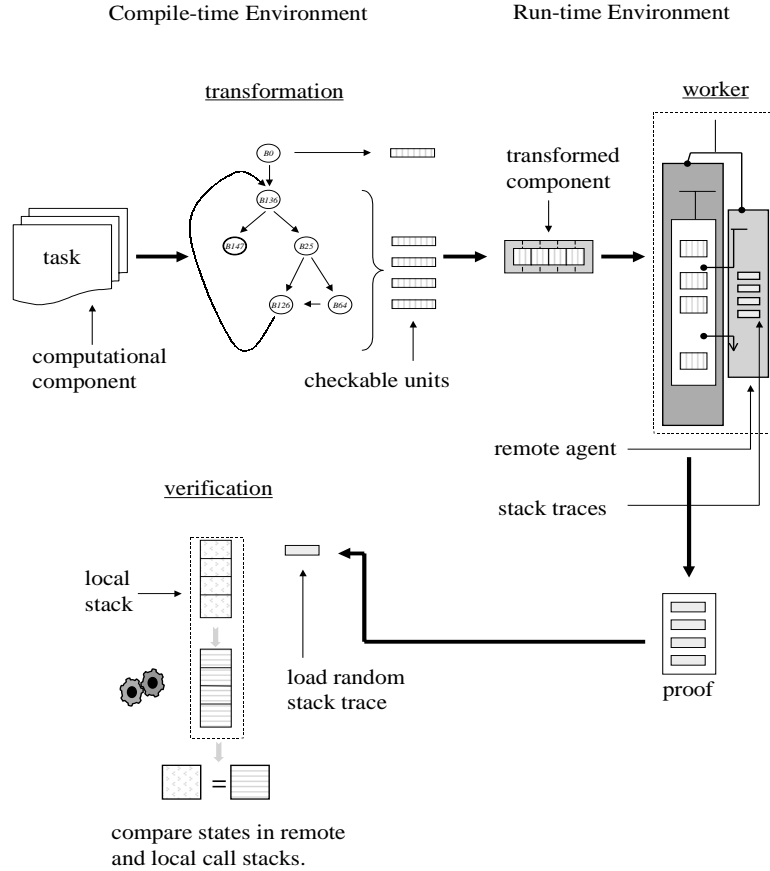 Compile-time Environment
Run-time Environment
transformation
worker
B0
transformed
component
B136
B147
B25
task
B126
B64
computational
component
checkable units
remote agent
verification
stack traces
local
stack
load random
stack trace
proof
=
compare states in remote
and local call stacks.